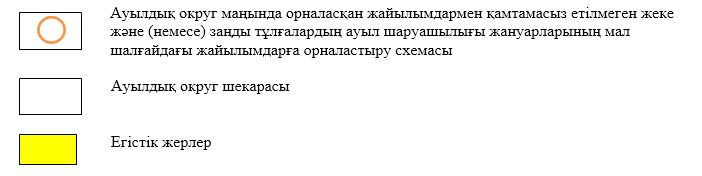 Ауылдық округ маңында орналасқан жайылымдармен қамтамасыз етілмеген жеке
және (немесе) заңды тұлғалардың ауыл шаруашылығы жануарларының мал
шалғайдағы жайылымдарға орналастыру схемасы
Ауылдық округ шекарасы
Егістік жерлер